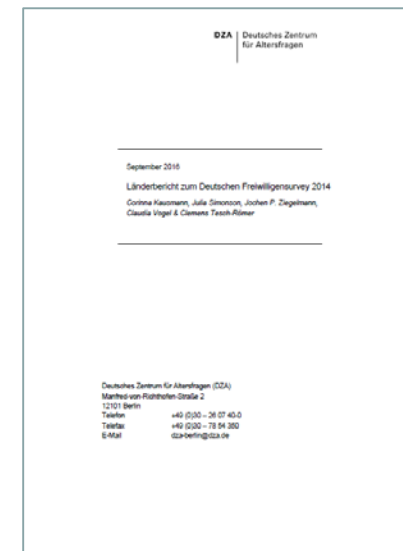 DZA Deutsches Zentrum
für Altersfragen
September 2016
Länderbericht zum Deutschen Freiwilligensurvey 2014
Corinna Kausmann, Julia Simonson, Jochen P. Ziegelmann,
Claudia Vogel & Clemens Tesch-Römer
Deutsches Zentrum für Altersfragen (DZA)
Manfred-von-Richthofen-Straße 2
12101 Berlin
Telefon +49 (0)30 – 26 07 40-0
Telefax +49 (0)30 – 78 54 350
E-Mail dza-berlin@dza.de